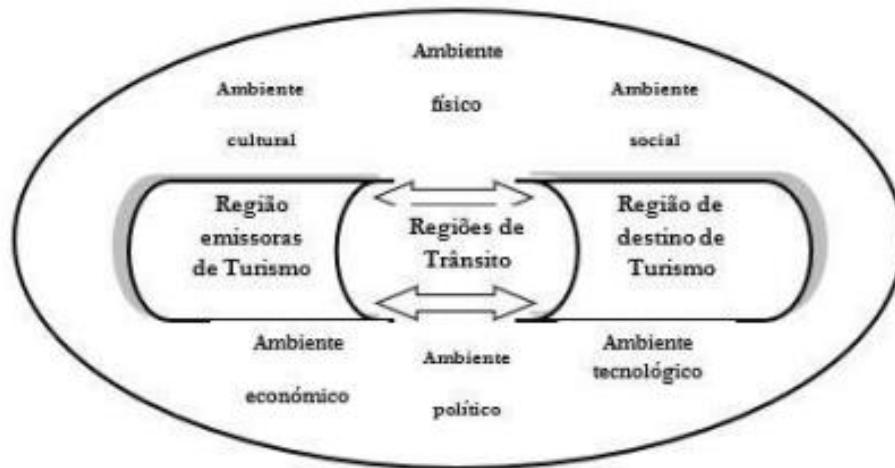 Ambiente
físico
Ambiente
cultural
Ambiente
social
Região
emissoras
de Turismo
Regiões de
Trânsito
Região de
destino de
Turismo
Ambiente
económico
Ambiente
político
Ambiente
tecnológico